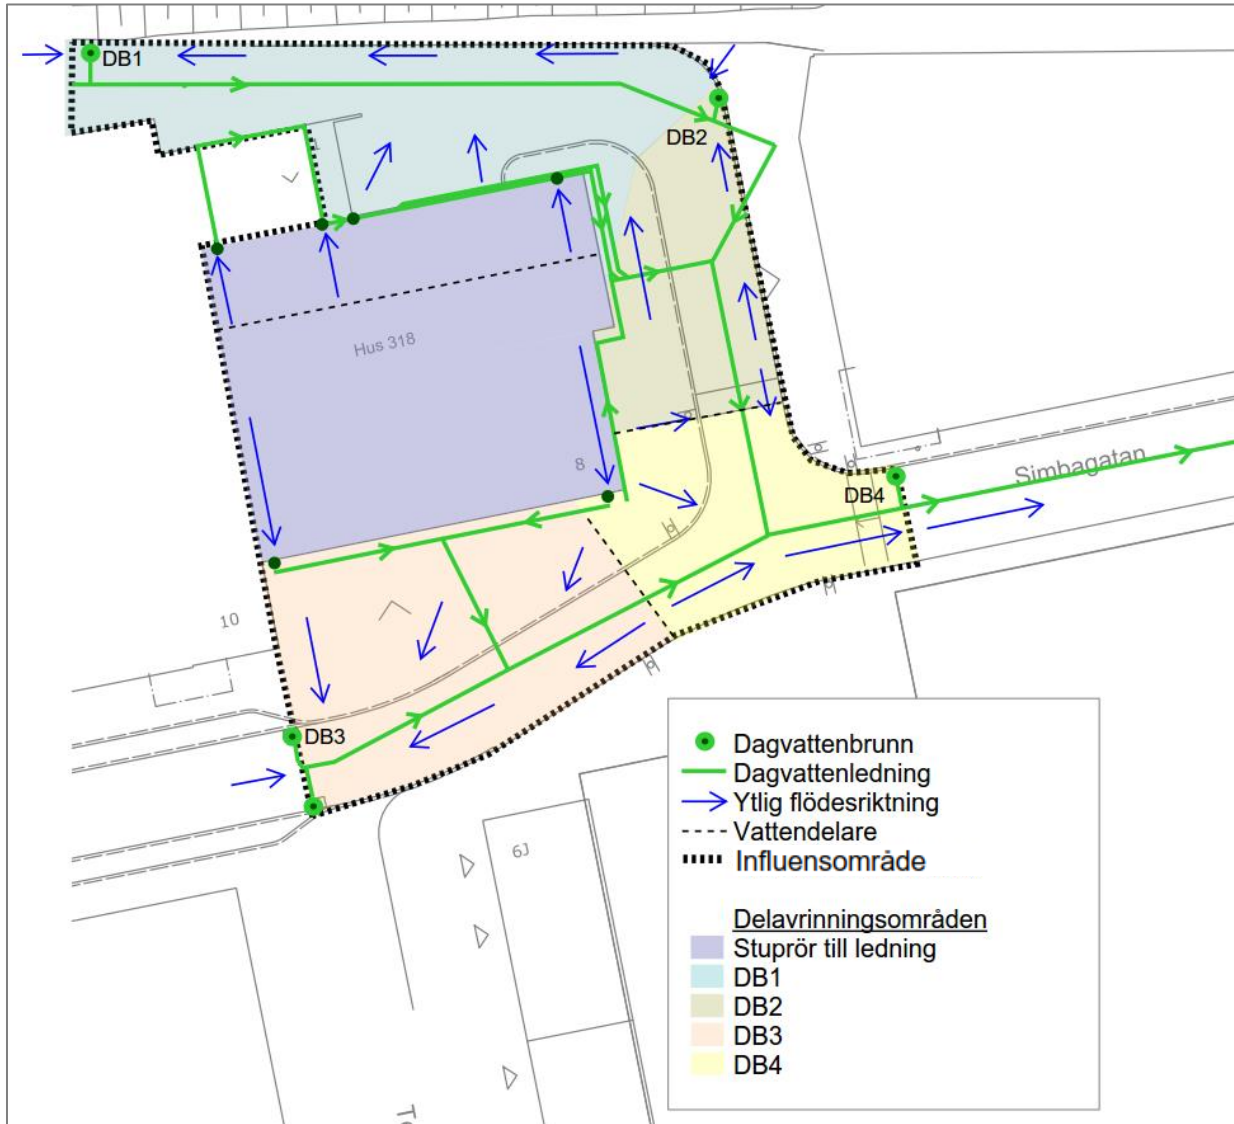 DB1
DB2
Hus 318
8
Simbagatan
DB4
10
DB3
6J
Dagvattenbrunn
Dagvattenledning
Ytlig flödesriktning
Vattendelare
Influensområde
Delavrinningsområden
Stuprör till ledning
DB1
DB2
DB3
DB4